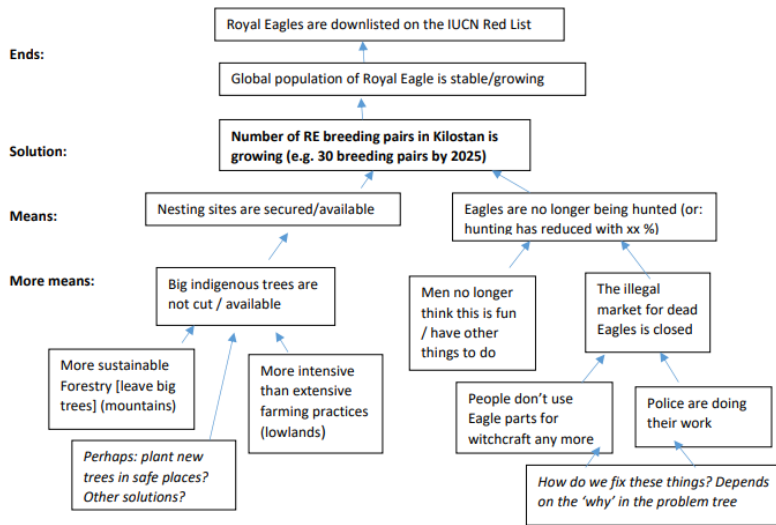 Royal Eagles are downlisted on the IUCN Red List
Ends:
Global population of Royal Eagle is stable/growing
Solution:
Number of RE breeding pairs in Kilostan is
growing (e.g. 30 breeding pairs by 2025)
Means:
Nesting sites are secured/available
Eagles are no longer being hunted (or:
hunting has reduced with xx %)
More means:
Big indigenous trees are
not cut / available
Men no longer
think this is fun
/ have other
things to do
The illegal
market for dead
Eagles is closed
More sustainable
Forestry [leave big
trees] (mountains)
More intensive
than extensive
farming practices
(lowlands)
People don’t use
Eagle parts for
witchcraft any more
Police are doing
their work
Perhaps: plant new
trees in safe places?
Other solutions?
How do we fix these things? Depends
on the ‘why’ in the problem tree